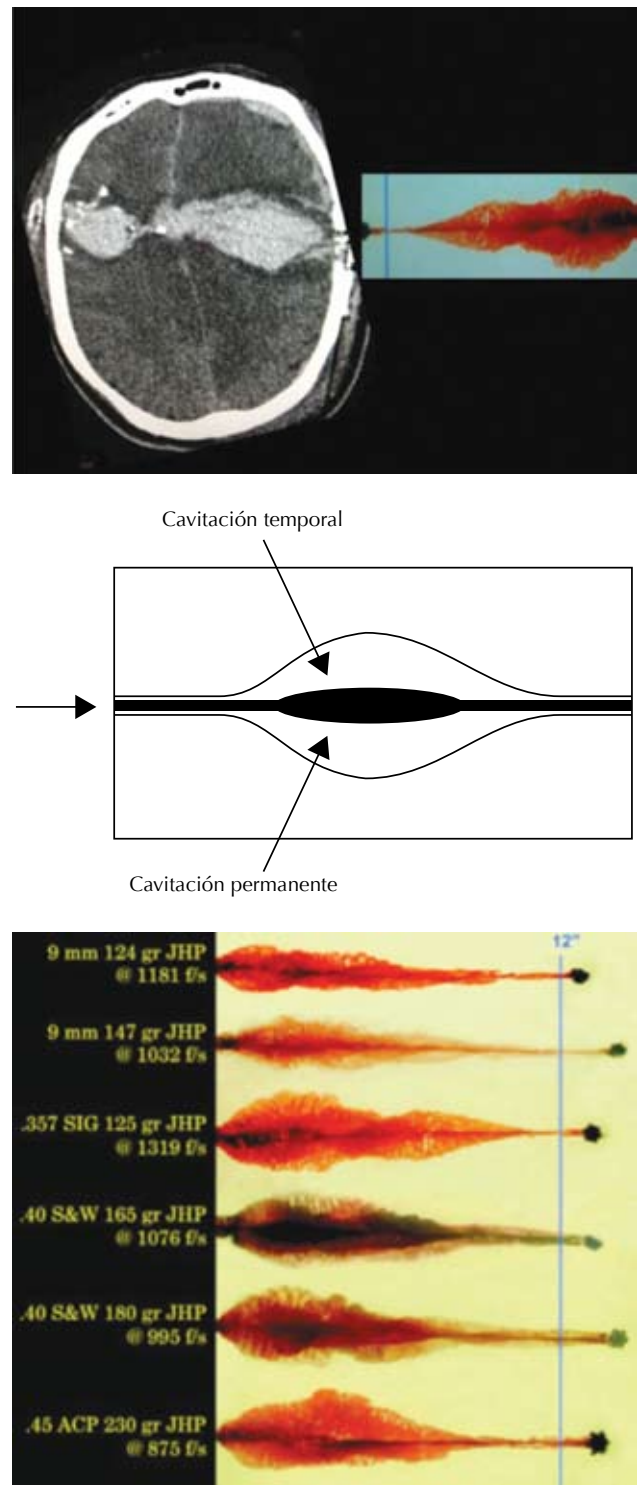 Cavitación temporal
Cavitación permanente
12"
9 mm 124 gr JHP
@ 1181 f/s
9 mm 147 gr JHP
@ 1032 f/s
.357 SIG 125 gr JHP
@ 1319 f/s
.40 S&W 165 gr JHP
@ 1076 f/s
.40 S&W 180 gr JHP
@ 995 f/s
.45 ACP 230 gr JHP
@ 875 f/s